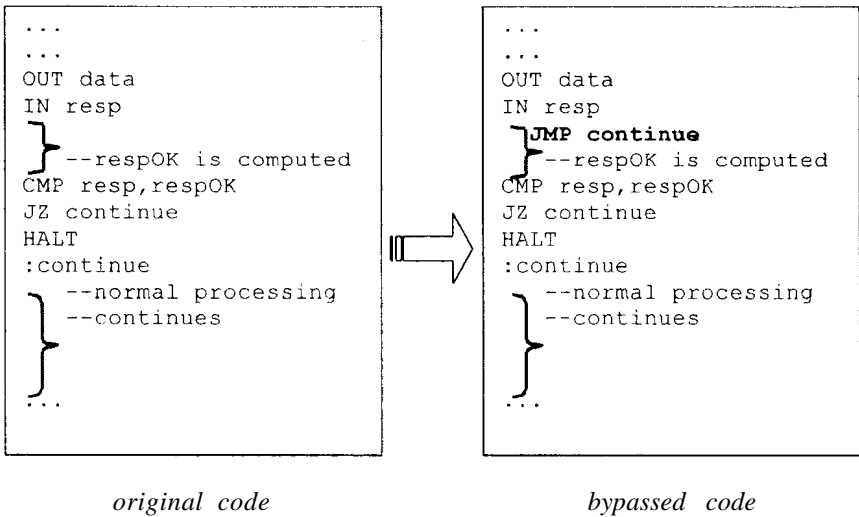 ...
...
OUT data
IN resp
--respOK is computed
CMP resp,respOK
JZ continue
HALT
:continue
--normal processing
--continues
...
original code
...
...
OUT data
IN resp
JMP continue
--respOK is computed
CMP resp,respOK
JZ continue
HALT
:continue
--normal processing
--continues
...
bypassed code